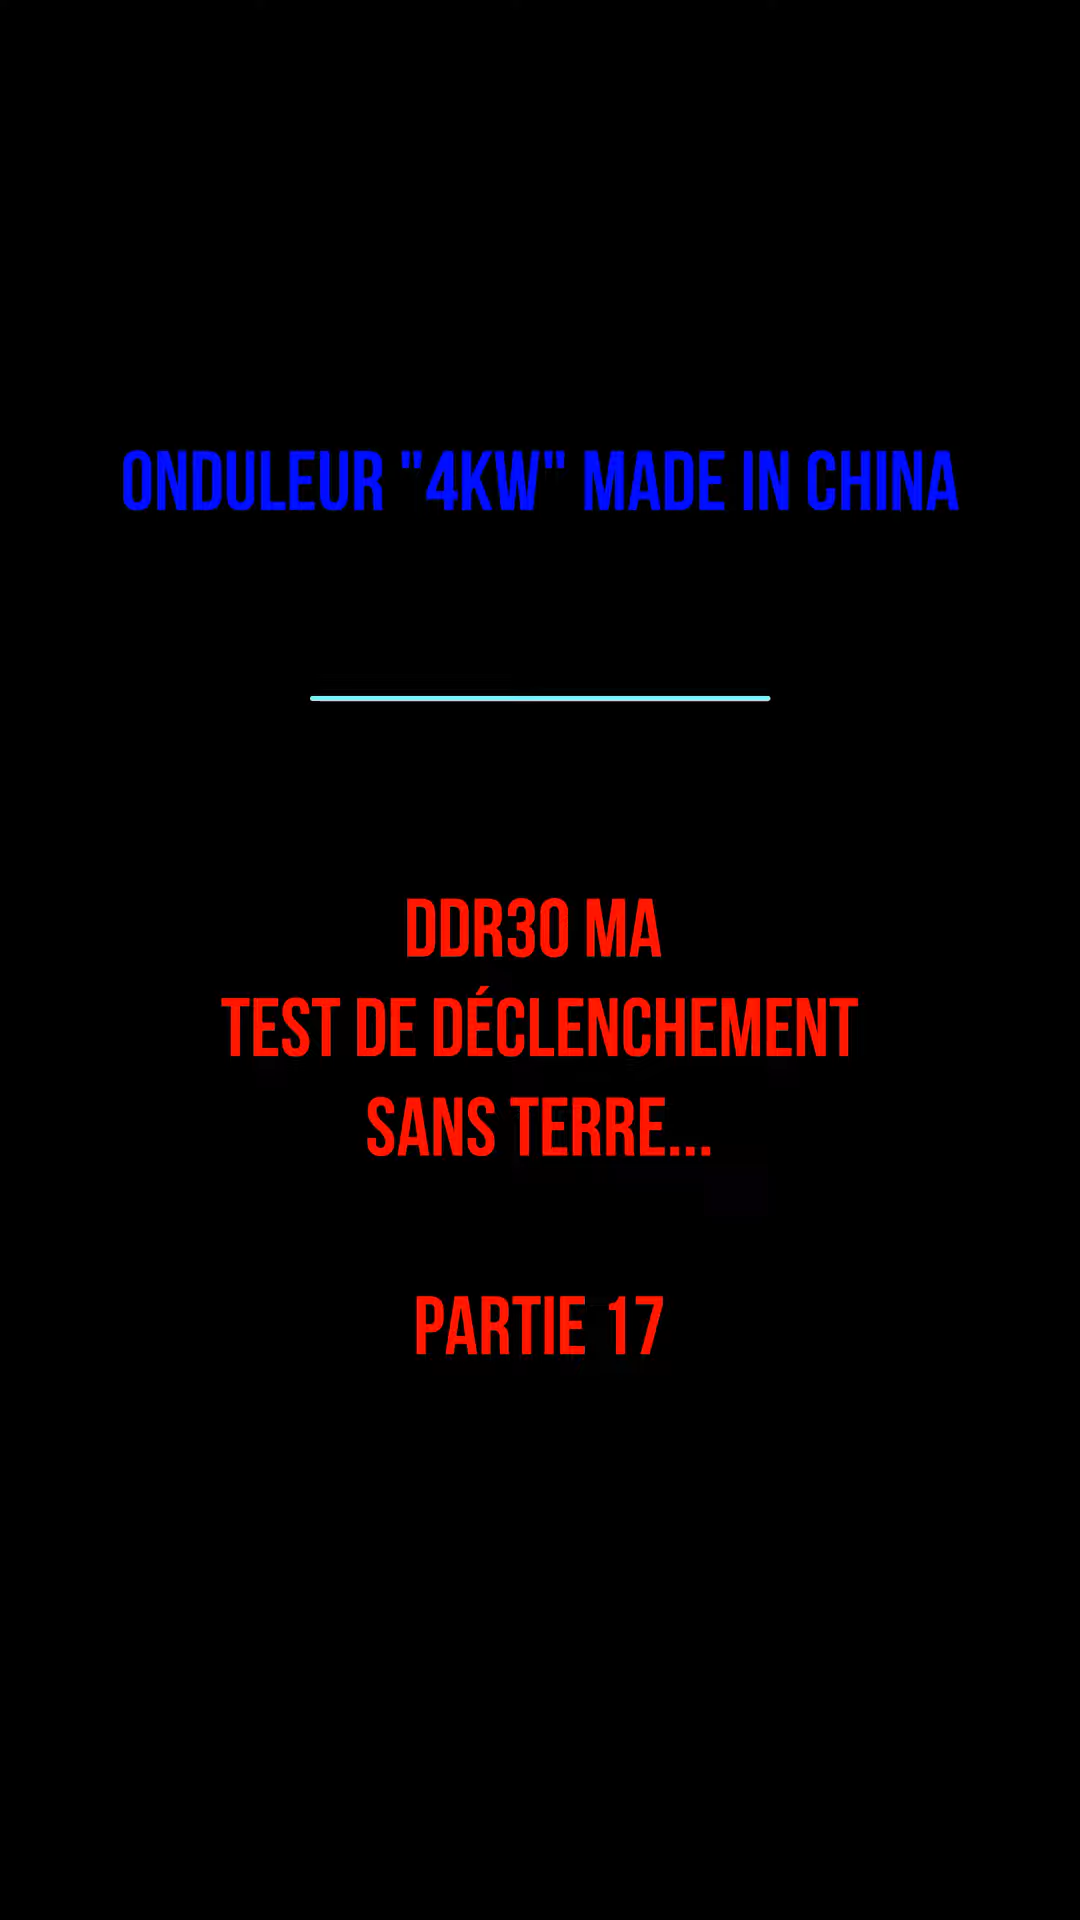 ONDULEUR "4KW" MADE IN CHINA
DDR30 MA
TEST DE DÉCLENCHEMENT
SANS TERRE...
PARTIE 17